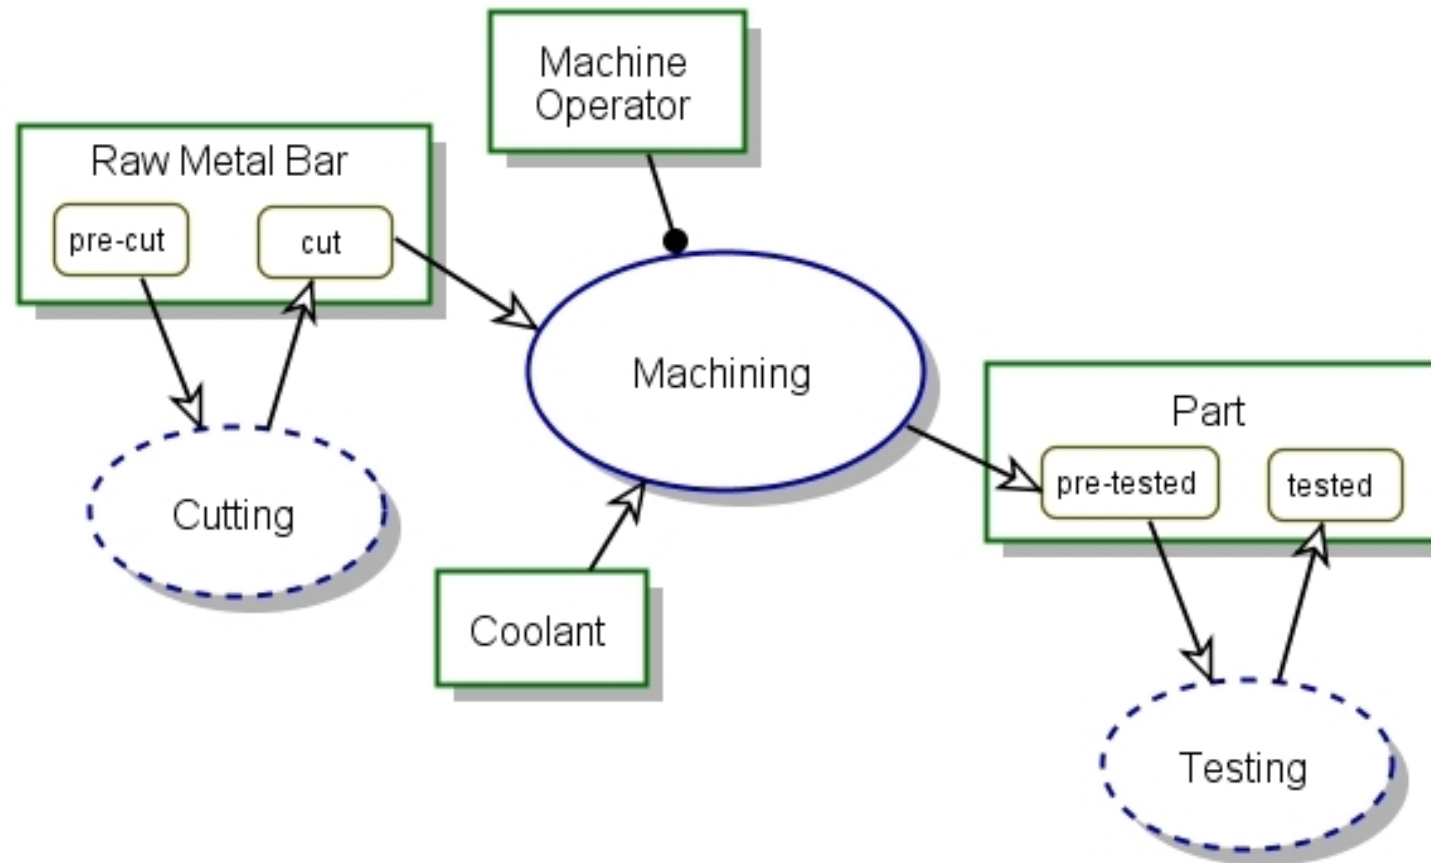 Machine
Operator
Raw Metal Bar
pre-cut
cut
Machining
Part
pre-tested
tested
Cutting
Coolant
Testing